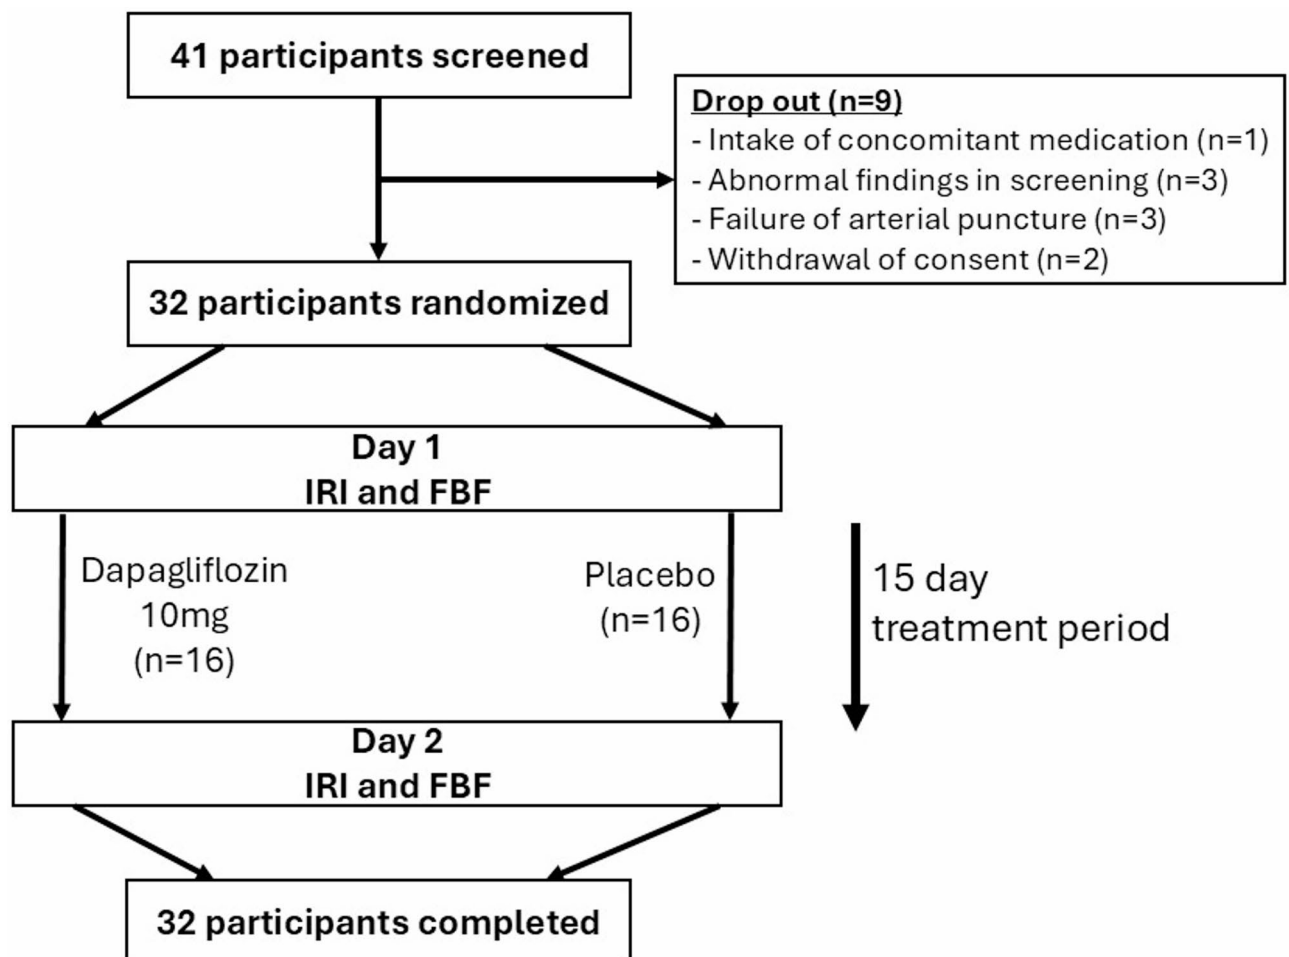 41 participants screened
Drop out (n=9)
- Intake of concomitant medication (n=1)
- Abnormal findings in screening (n=3)
- Failure of arterial puncture (n=3)
- Withdrawal of consent (n=2)
32 participants randomized
Day 1
IRI and FBF
Dapagliflozin
10mg
(n=16)
Placebo
(n=16)
15 day
treatment period
Day 2
IRI and FBF
32 participants completed